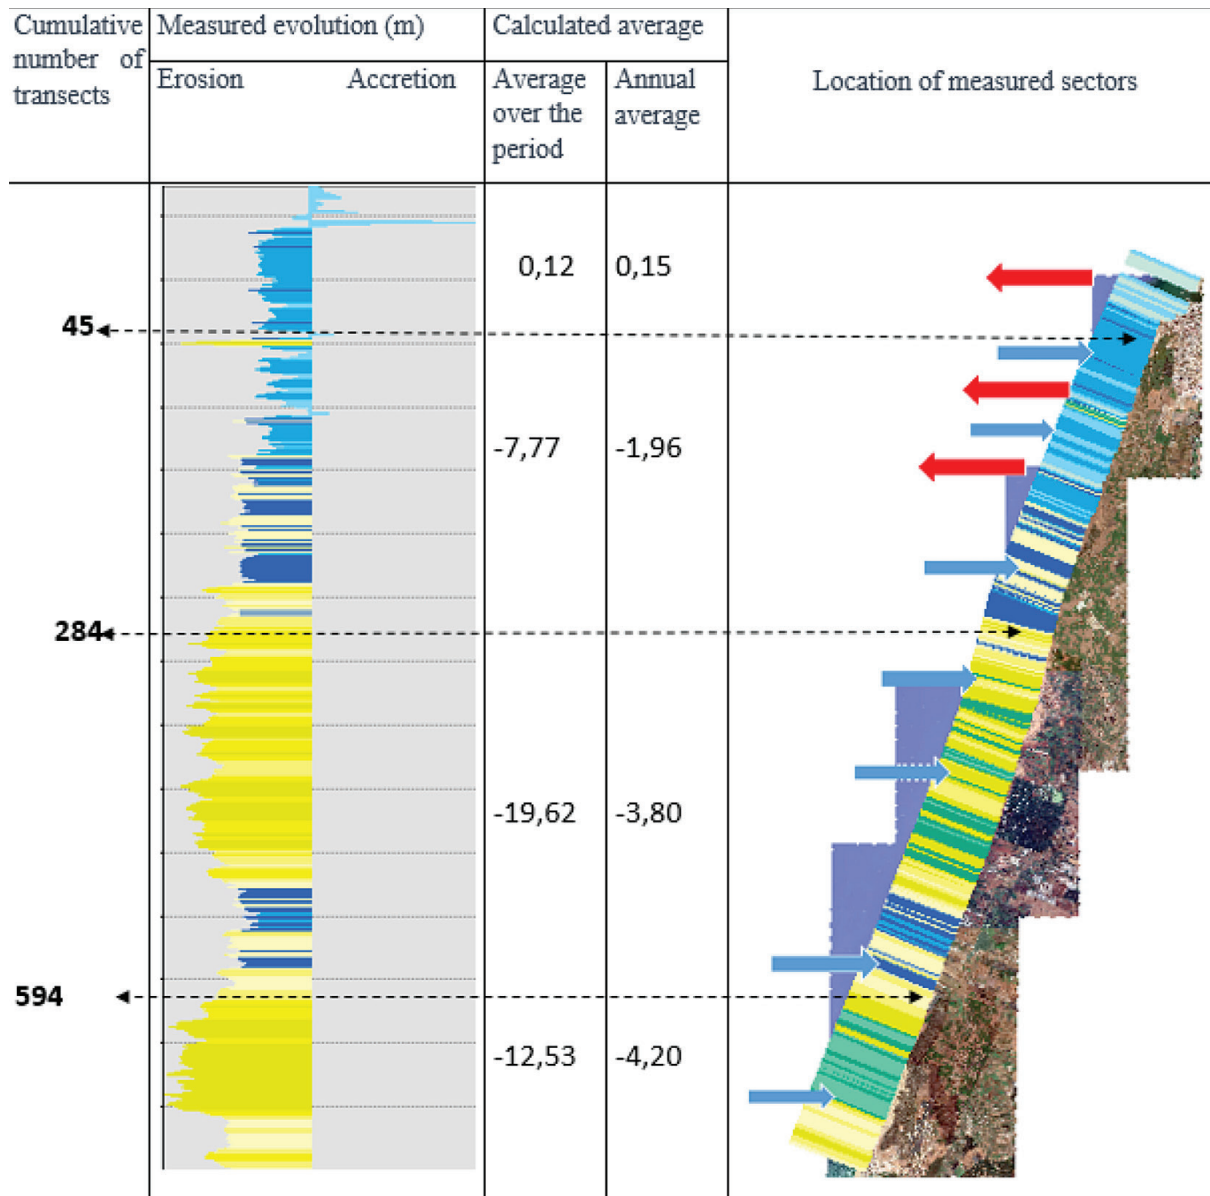 Cumulative number of transects
Measured evolution (m)
Erosion Accretion
Calculated average
Average over the period
Annual average
Location of measured sectors
0,12 0,15
45
-7,77 -1,96
284
-19,62 -3,80
594
-12,53 -4,20